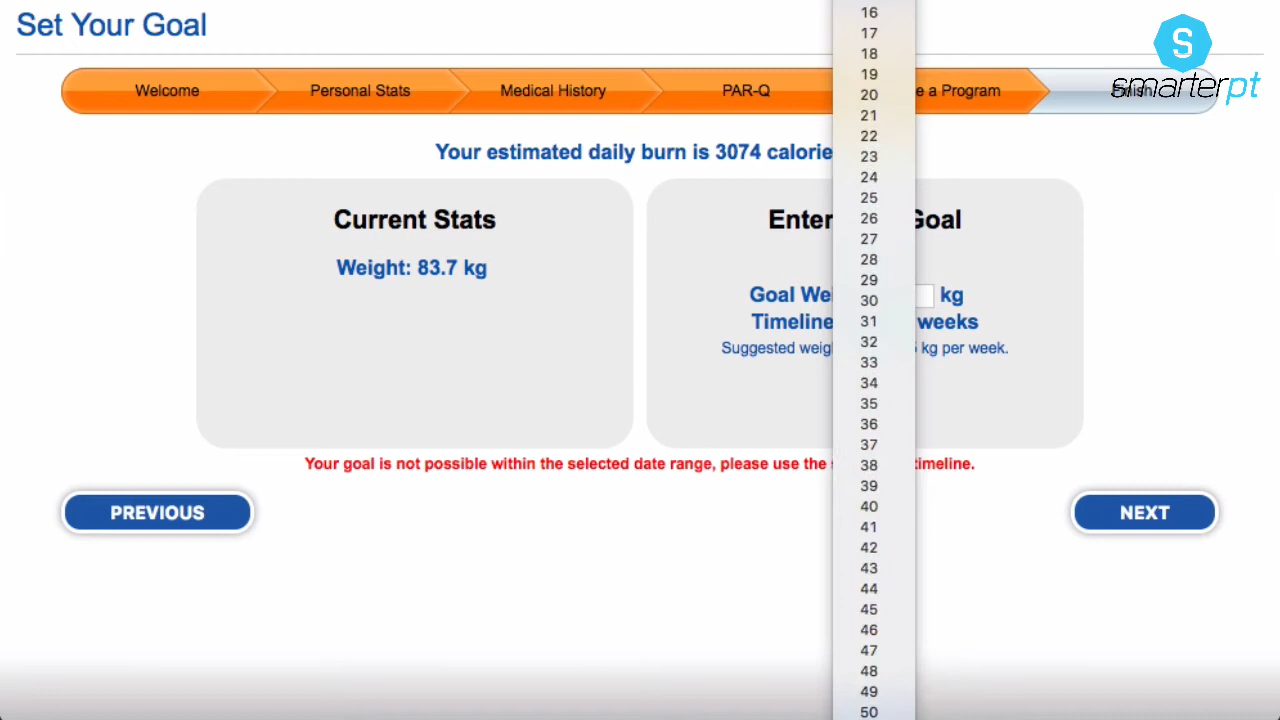 Set Your Goal
S
smarterpt
Welcome
Personal Stats
Medical History
PAR-Q
e a Program
Finish
Your estimated daily burn is 3074 calorie
Current Stats
Weight: 83.7 kg
Enter
Goal
Goal We
kg
Timeline
weeks
Suggested weigh
kg per week.
Your goal is not possible within the selected date range, please use the
timeline.
PREVIOUS
NEXT
16
17
18
19
20
21
22
23
24
25
26
27
28
29
30
31
32
33
34
35
36
37
38
39
40
41
42
43
44
45
46
47
48
49
50